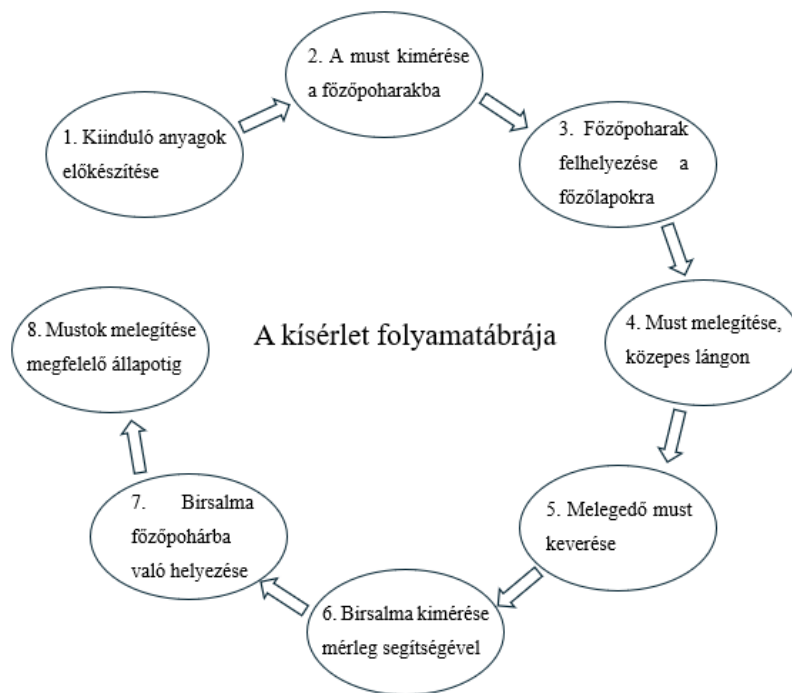 1. Kiinduló anyagok
előkészítése
2. A must kimérése
a főzőpoharakba
3. Főzőpoharak
felhelyezése a
főzőlapokra
4. Must melegítése,
közepes lángon
5. Melegedő must
keverése
6. Birsalma kimérése
mérleg segítségével
7. Birsalma
főzőpohárba
való helyezése
8. Mustok melegítése
megfelelő állapotig
A kísérlet folyamatábrája